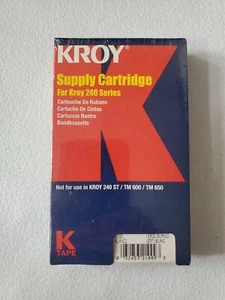 KROY
Supply Cartridge
For Kroy 240 Series
Cartouche De Rubans
Cartucho De Cintas
Cartuccia Nastro
Bandkassette
Not for use in KROY 240 ST / TM 600 / TM 650
K
TAPE